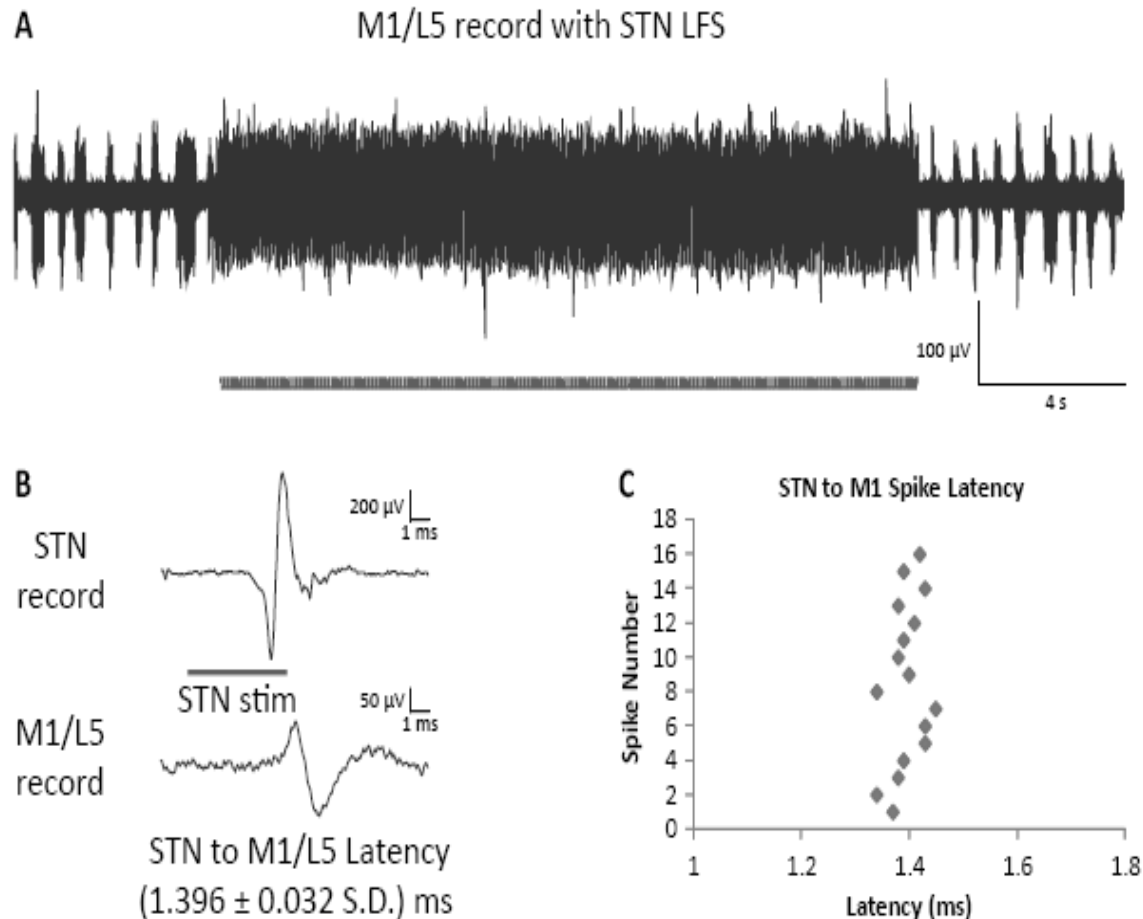 A
M1/L5 record with STN LFS
100 µV
4 s
B
STN
record
200 µV
1 ms
STN stim
M1/L5
record
50 µV
1 ms
STN to M1/L5 Latency
(1.396 ± 0.032 S.D.) ms
C
STN to M1 Spike Latency
Spike Number
18
16
14
12
10
8
6
4
2
0
1
1.2
1.4
1.6
1.8
Latency (ms)